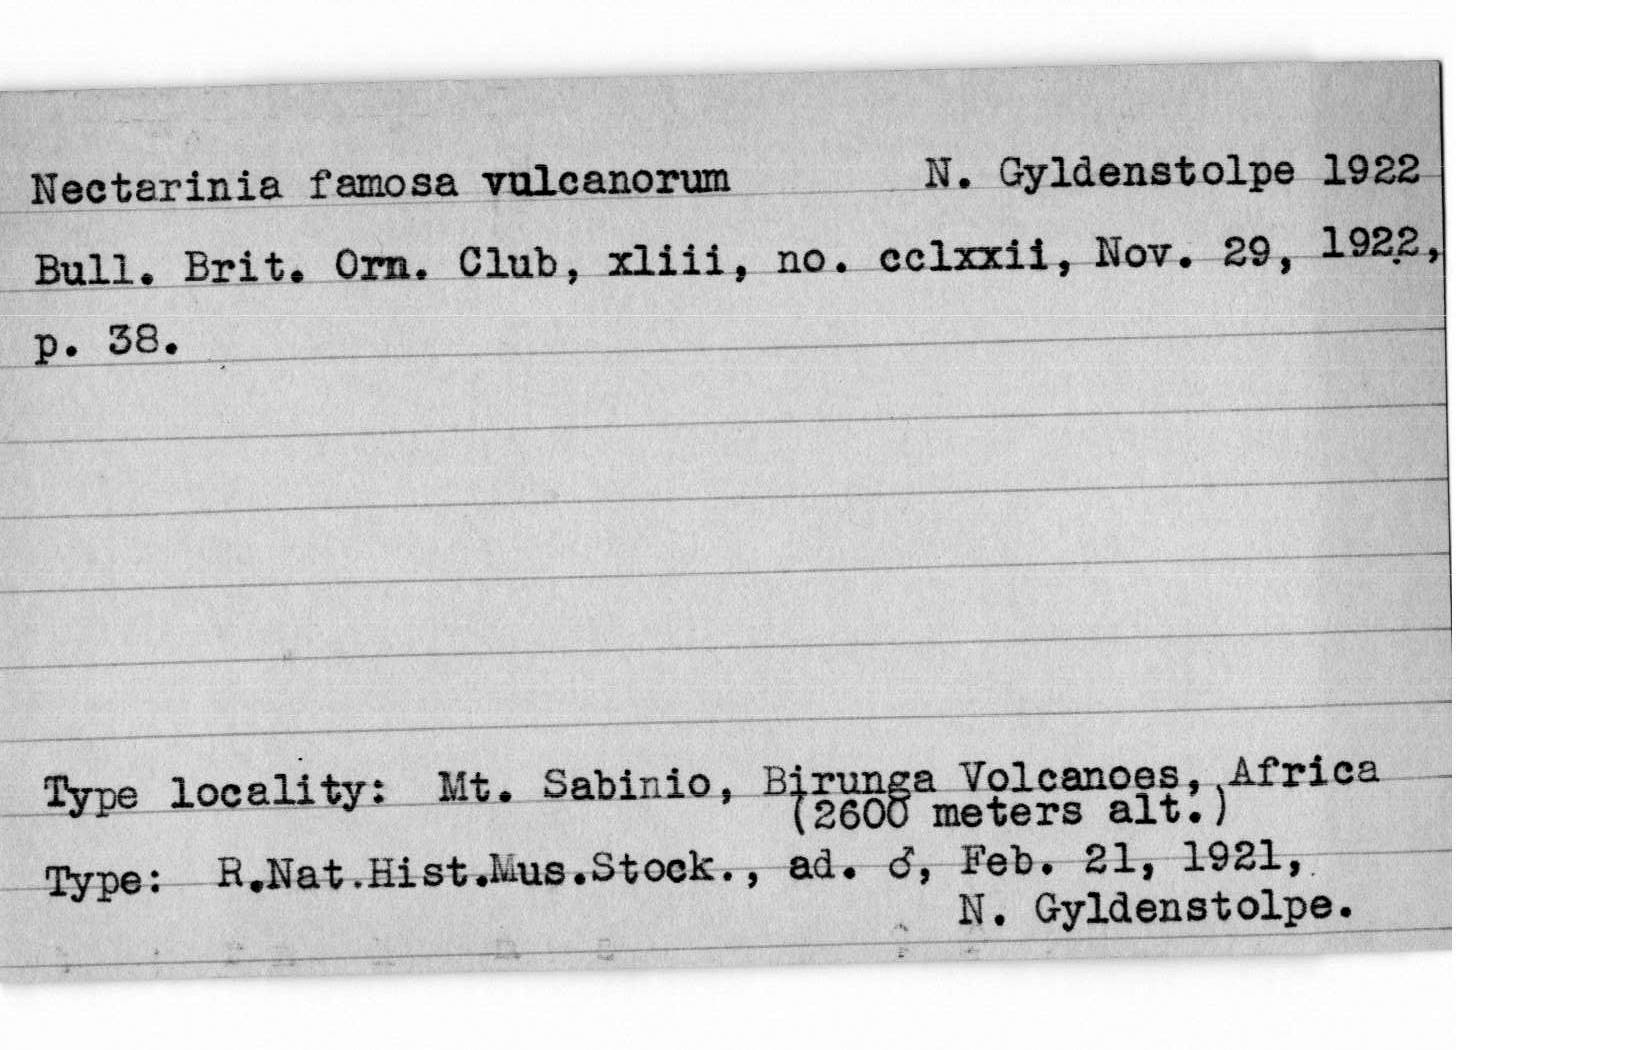 Nectarinia famosa vulcanorum N. Gyldenstolpe 1922
Bull. Brit. Orn. Club, xliii, no. cclxxii, Nov. 29, 1922,
p. 38.
Type locality: Mt. Sabinio, Birunga Volcanoes, Africa
(2600 meters alt.)
Type: R.Nat.Hist.Mus.Stock., ad. ♂, Feb. 21, 1921,
N. Gyldenstolpe.